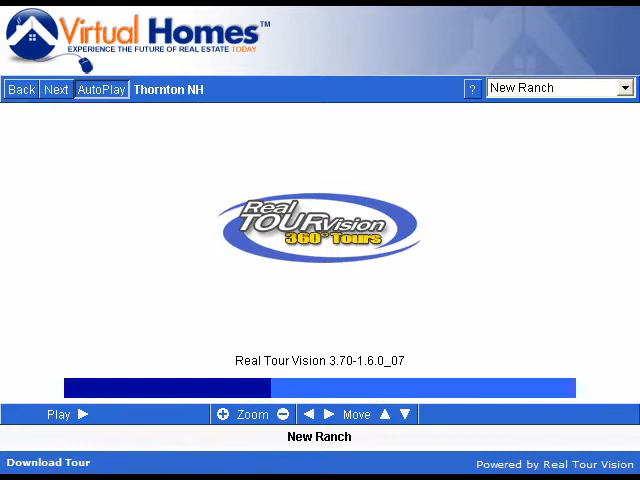 Virtual Homes™
EXPERIENCE THE FUTURE OF REAL ESTATE TODAY
Back Next AutoPlay Thornton NH ? New Ranch
Real
TOURVision
360° Tours
Real Tour Vision 3.70-1.6.0_07
Play Zoom Move
New Ranch
Download Tour Powered by Real Tour Vision